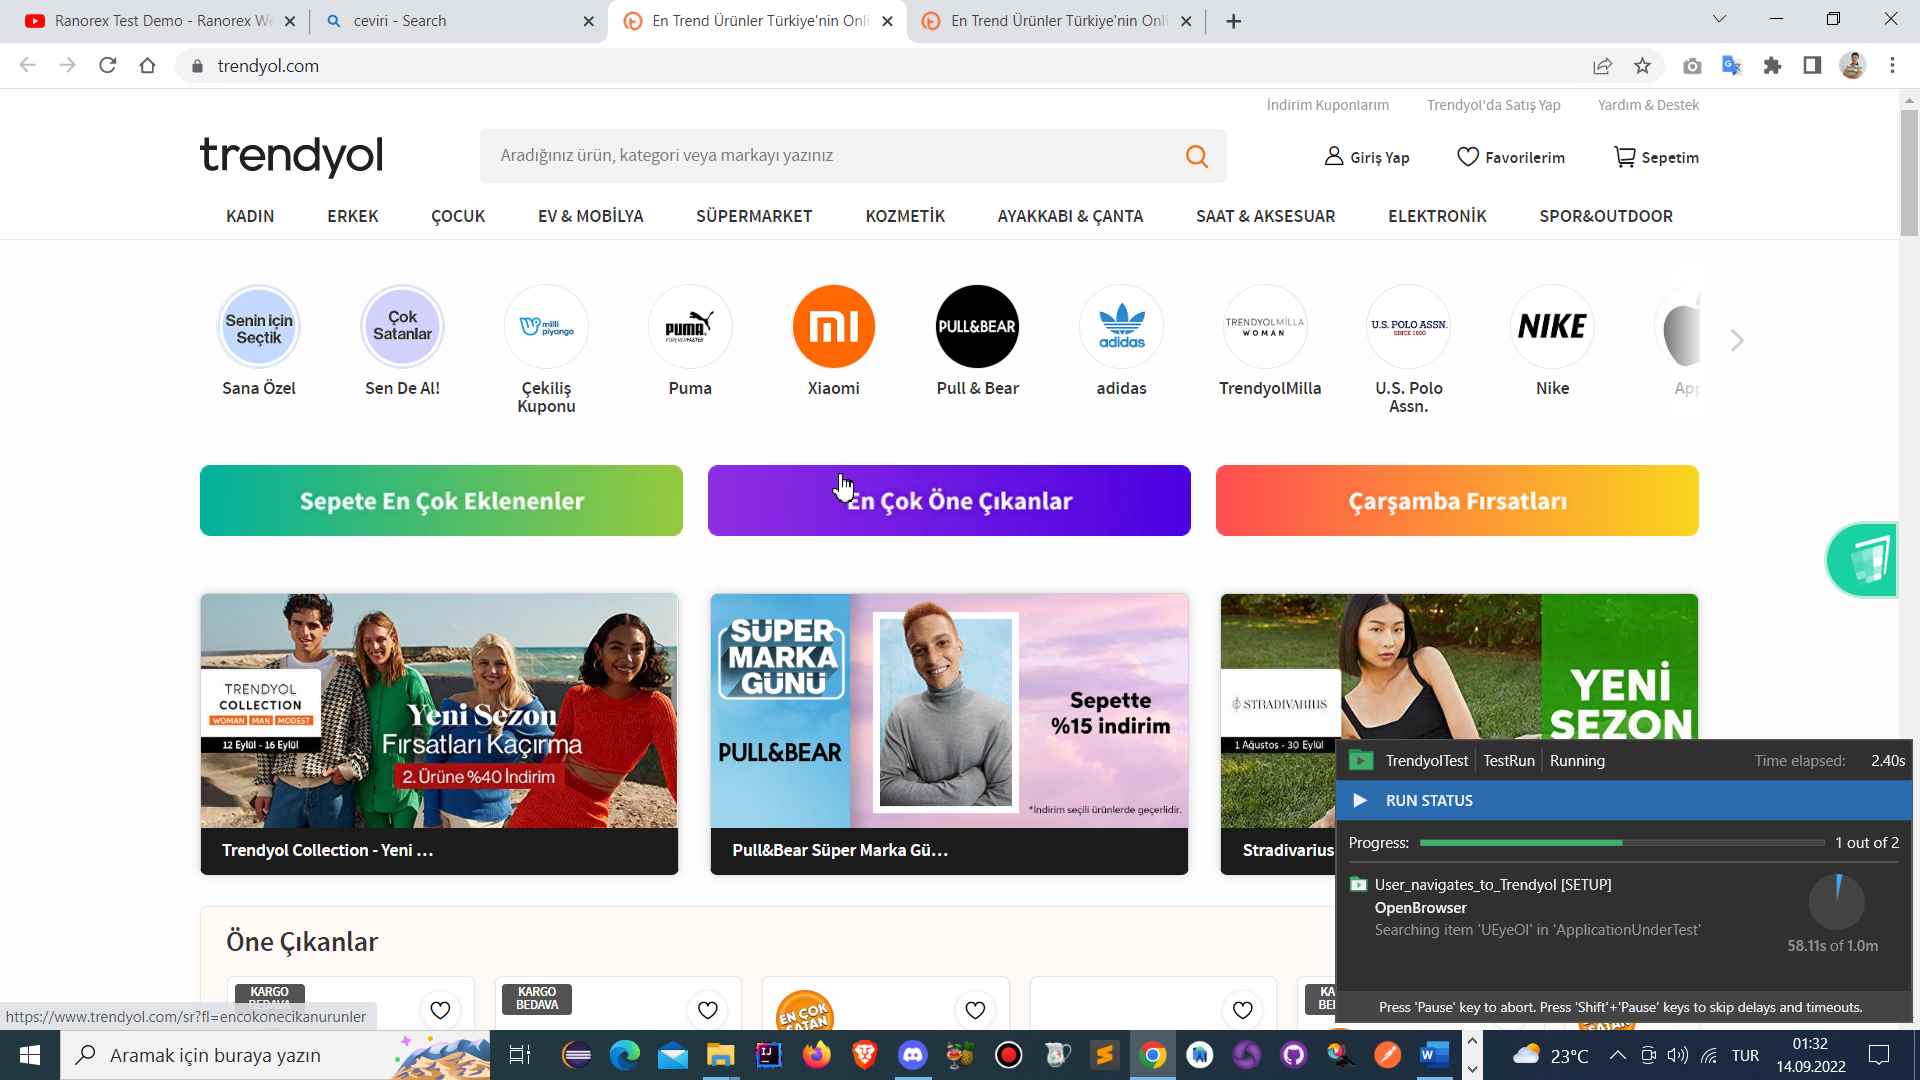 Ranorex Test Demo - Ranorex We
ceviri - Search
En Trend Ürünler Türkiye'nin Onli
En Trend Ürünler Türkiye'nin Onli
trendyol.com
İndirim Kuponlarım
Trendyol'da Satış Yap
Yardım & Destek
trendyol
Aradığınız ürün, kategori veya markayı yazınız
Giriş Yap
Favorilerim
Sepetim
KADIN
ERKEK
ÇOCUK
EV & MOBİLYA
SÜPERMARKET
KOZMETİK
AYAKKABI & ÇANTA
SAAT & AKSESUAR
ELEKTRONİK
SPOR&OUTDOOR
Senin için
Seçtik
Çok
Satanlar
milli
piyango
PUMA
FOREVER FASTER
PULL&BEAR
adidas
TRENDYOLMILLA
WOMAN
U.S. POLO ASSN.
SINCE 1890
NIKE
Sana Özel
Sen De Al!
Çekiliş
Kuponu
Puma
Xiaomi
Pull & Bear
adidas
TrendyolMilla
U.S. Polo
Assn.
Nike
App
Sepete En Çok Eklenenler
En Çok Öne Çıkanlar
Çarşamba Fırsatları
TRENDYOL
COLLECTION
WOMAN | MAN | MODEST
12 Eylül - 16 Eylül
Yeni Sezon
Fırsatları Kaçırma
2. Ürüne %40 İndirim
Trendyol Collection - Yeni ...
SÜPER
MARKA
GÜNÜ
PULL&BEAR
Sepette
%15 indirim
*İndirim seçili ürünlerde geçerlidir.
Pull&Bear Süper Marka Gü...
STRADIVARIUS
1 Ağustos - 30 Eylül
YENİ
SEZON
Stradivarius
TrendyolTest
TestRun
Running
Time elapsed:
2.40s
RUN STATUS
Progress:
1 out of 2
User_navigates_to_Trendyol [SETUP]
OpenBrowser
Searching item 'UEyeOl' in 'ApplicationUnderTest'
58.11s of 1.0m
Press 'Pause' key to abort. Press 'Shift'+'Pause' keys to skip delays and timeouts.
Öne Çıkanlar
KARGO
BEDAVA
KARGO
BEDAVA
EN ÇOK
SATAN
KA
BE
https://www.trendyol.com/sr?fl=encokonecikanurunler
Aramak için buraya yazın
23°C
TUR
01:32
14.09.2022